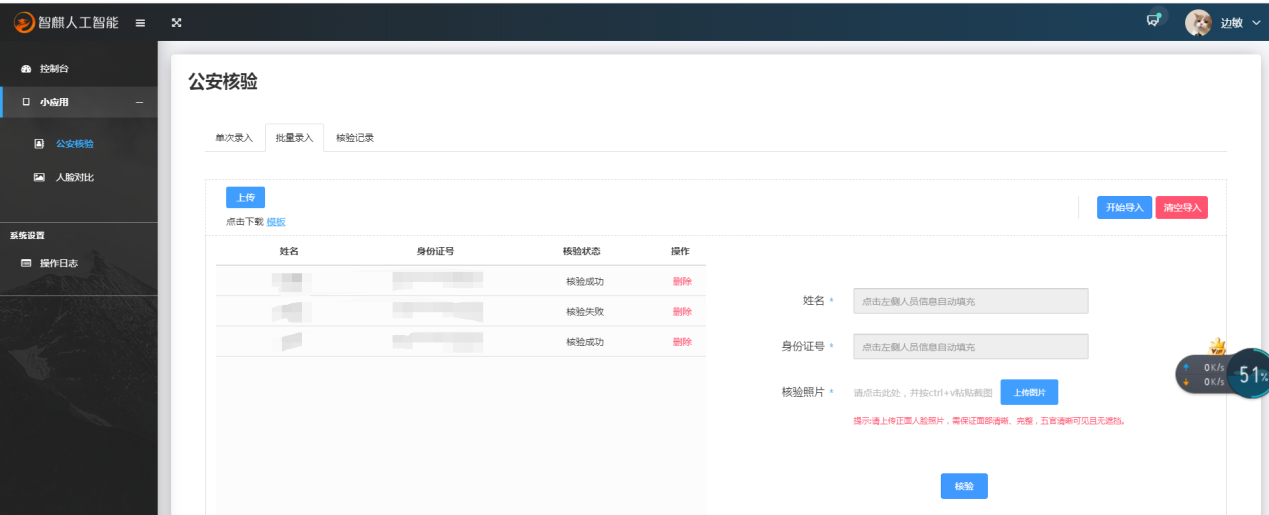 智麒人工智能
边敏
控制台
小应用
公安核验
人脸对比
系统设置
操作日志
公安核验
单次录入 批量录入 核验记录
上传
点击下载 模板
开始导入 清空导入
姓名 身份证号 核验状态 操作
核验成功 删除
核验失败 删除
核验成功 删除
姓名 * 点击左侧人员信息自动填充
身份证号 * 点击左侧人员信息自动填充
核验照片 * 请点击此处，并按ctrl+v粘贴截图 上传图片
提示:请上传正面人脸照片，需保证面部清晰、完整，五官清晰可见且无遮挡。
核验
0K/s
0K/s
51%